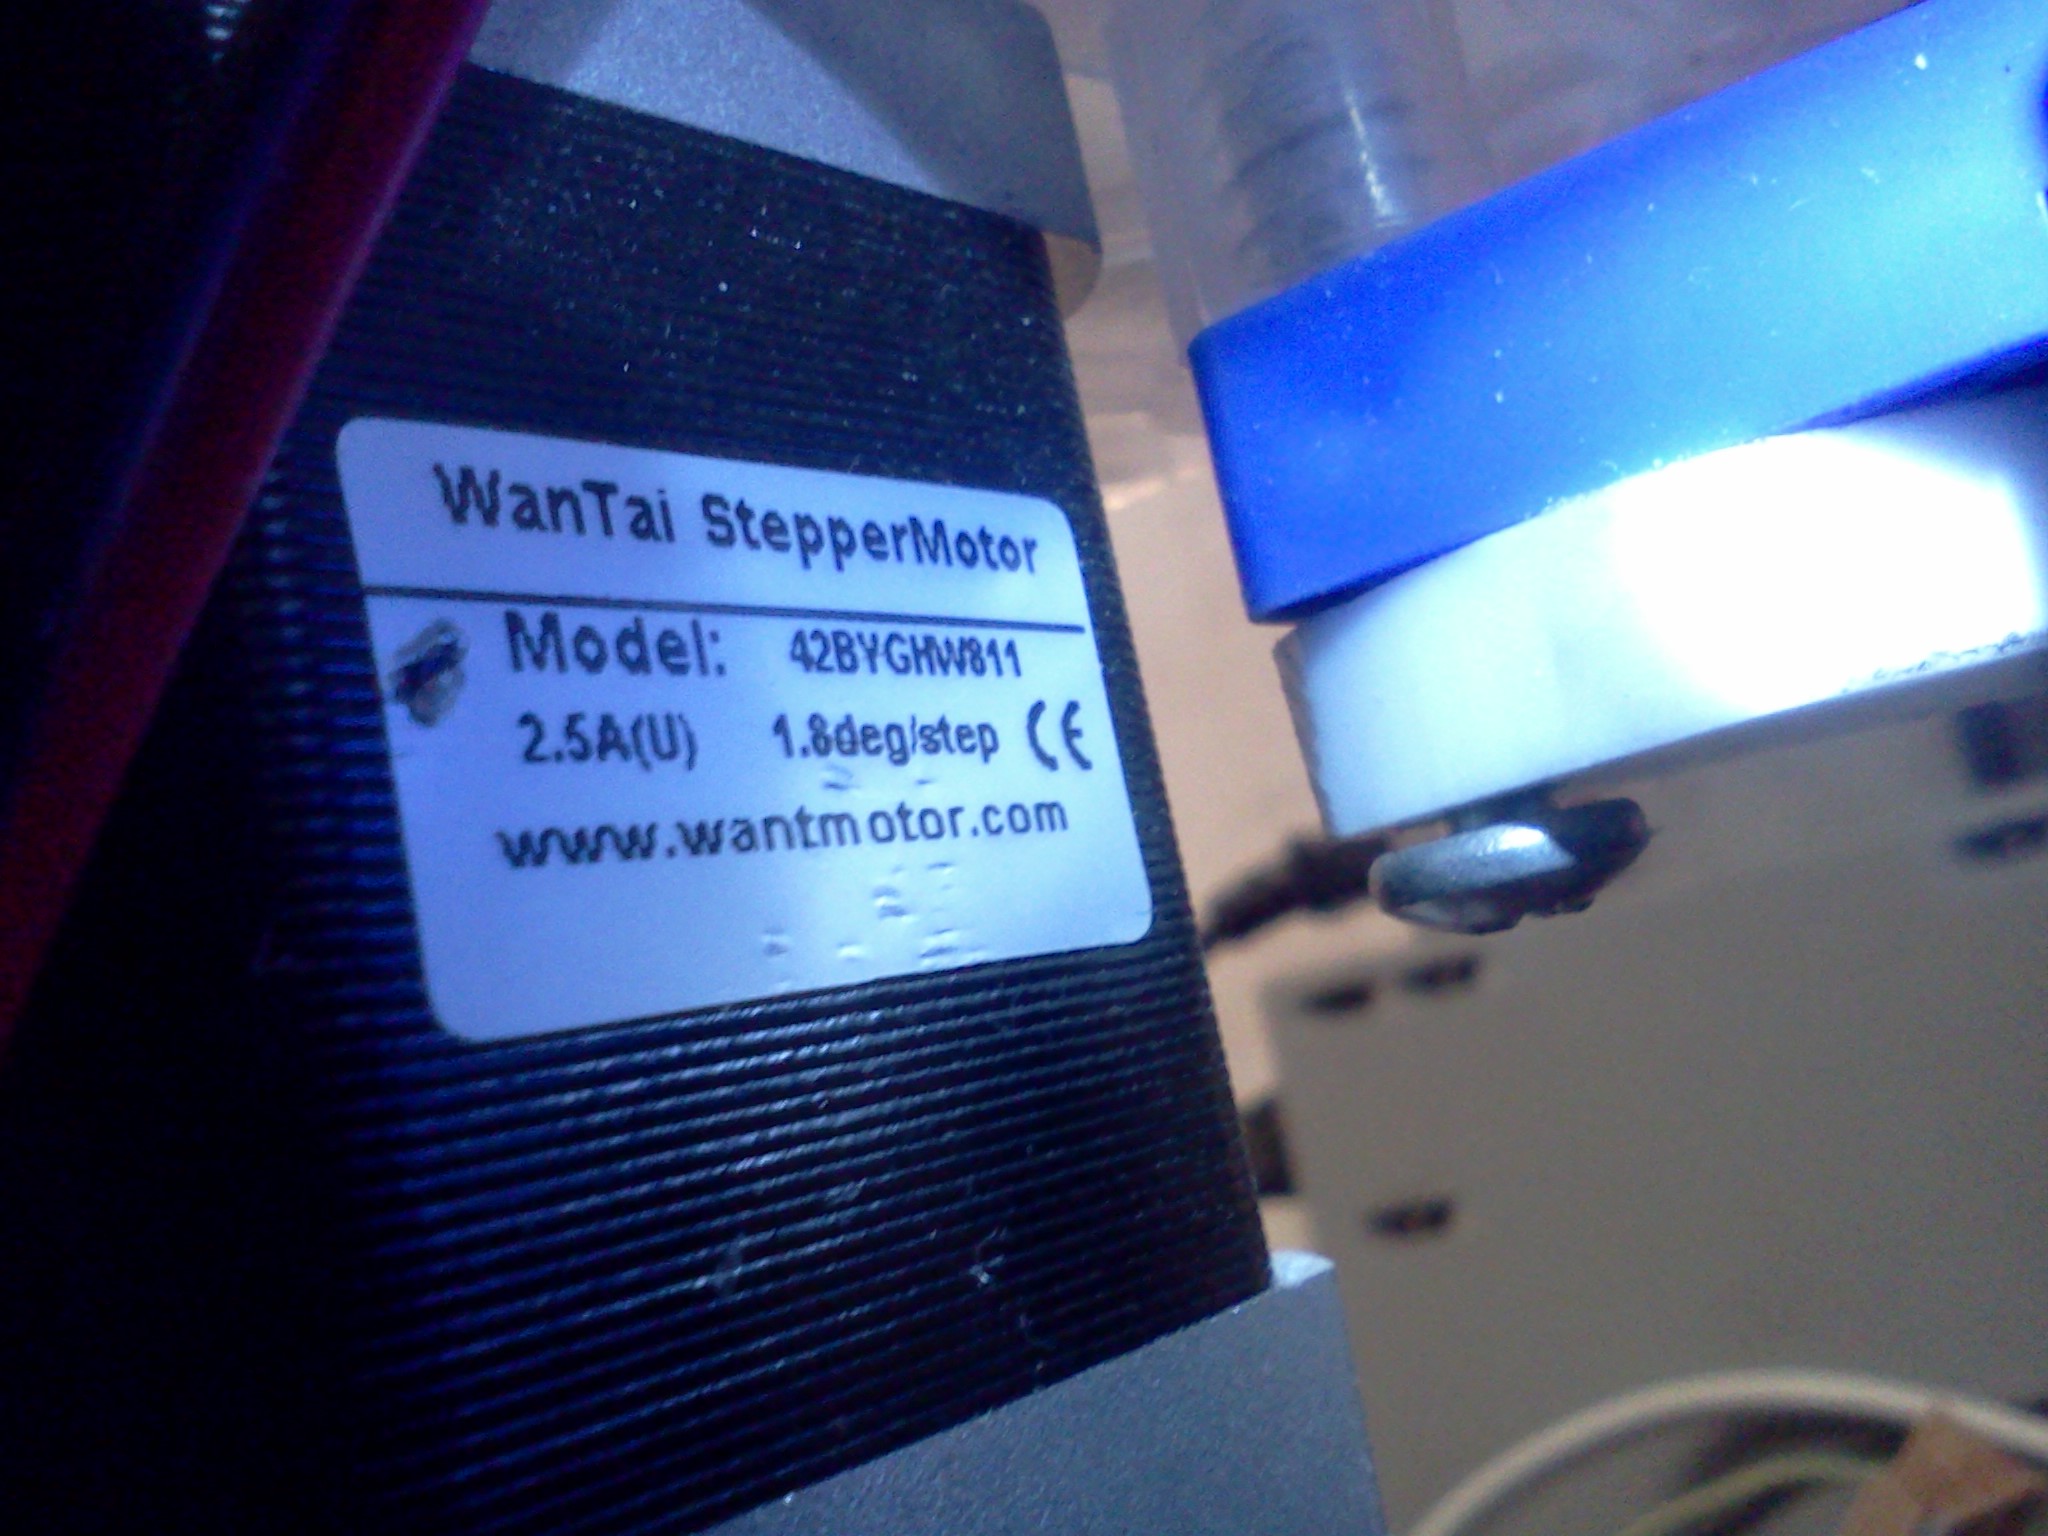 WanTai StepperMotor
Model: 42BYGHW811
2.5A(U) 1.8deg/step CE
www.wantmotor.com